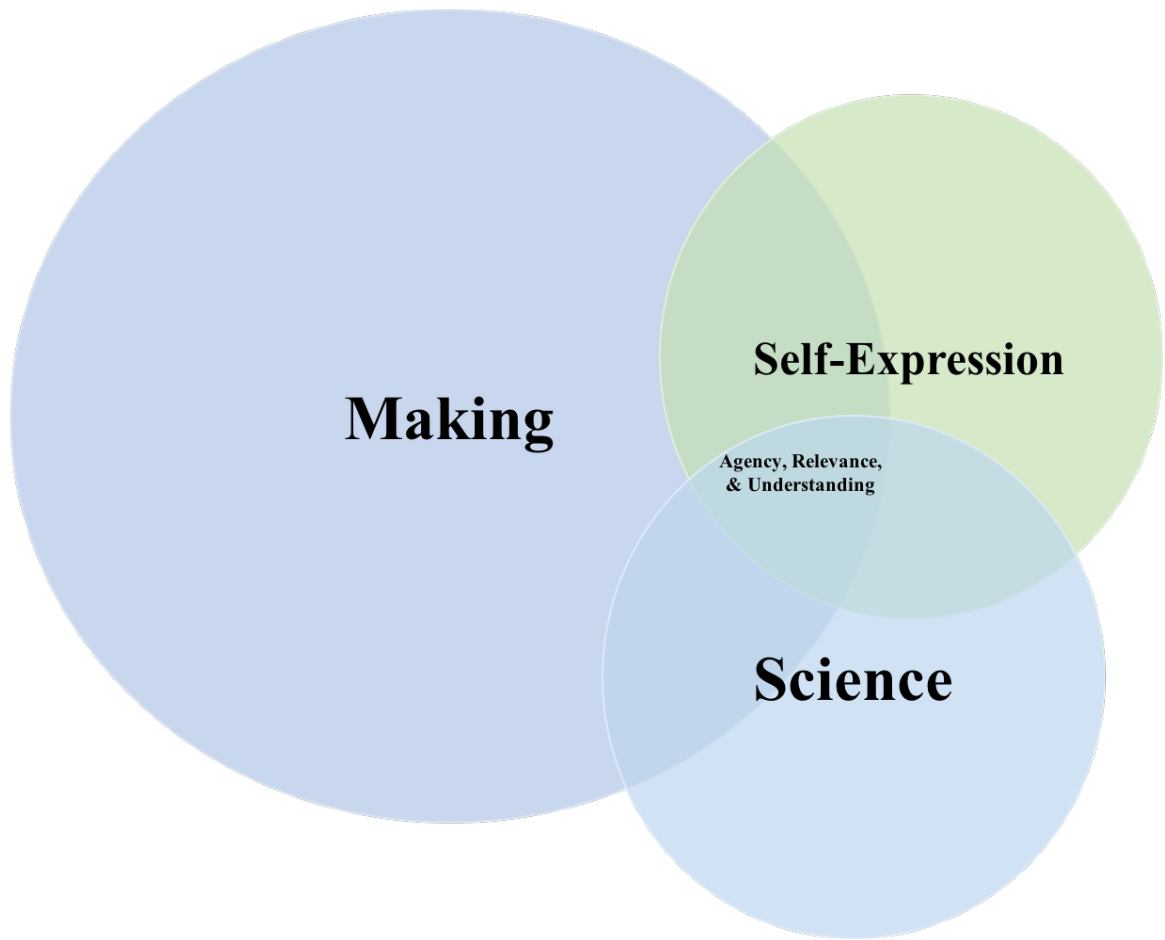 Self-Expression
Making
Agency, Relevance,
& Understanding
Science